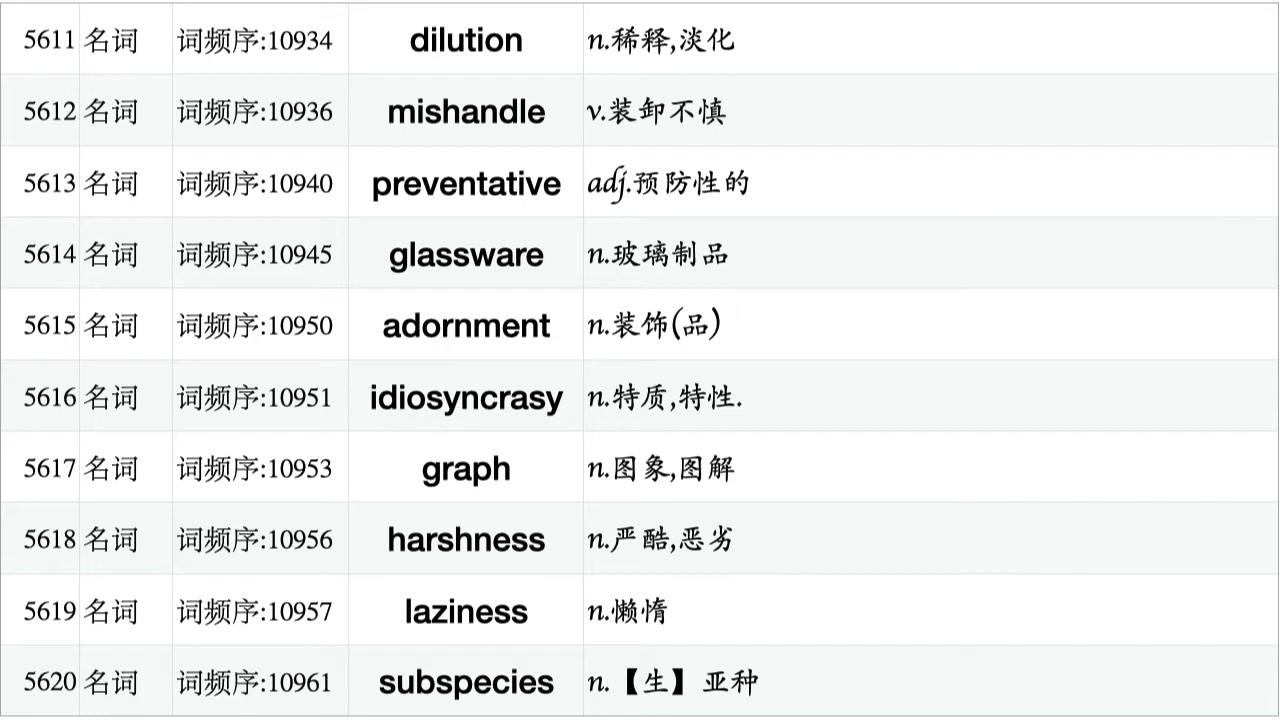 5611 名词 词频序:10934 dilution n.稀释,淡化
5612 名词 词频序:10936 mishandle v.装卸不慎
5613 名词 词频序:10940 preventative adj.预防性的
5614 名词 词频序:10945 glassware n.玻璃制品
5615 名词 词频序:10950 adornment n.装饰(品)
5616 名词 词频序:10951 idiosyncrasy n.特质,特性.
5617 名词 词频序:10953 graph n.图象,图解
5618 名词 词频序:10956 harshness n.严酷,恶劣
5619 名词 词频序:10957 laziness n.懒惰
5620 名词 词频序:10961 subspecies n.【生】亚种